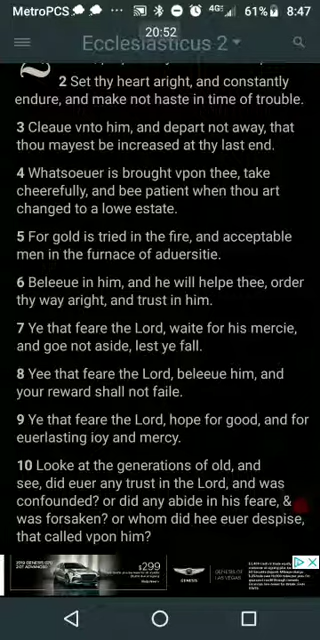 MetroPCS ... 4G 61% 8:47
20:52
Ecclesiasticus 2
2 Set thy heart aright, and constantly
endure, and make not haste in time of trouble.
3 Cleaue vnto him, and depart not away, that
thou mayest be increased at thy last end.
4 Whatsoeuer is brought vpon thee, take
cheerefully, and bee patient when thou art
changed to a lowe estate.
5 For gold is tried in the fire, and acceptable
men in the furnace of aduersitie.
6 Beleeue in him, and he will helpe thee, order
thy way aright, and trust in him.
7 Ye that feare the Lord, waite for his mercie,
and goe not aside, lest ye fall.
8 Yee that feare the Lord, beleeue him, and
your reward shall not faile.
9 Ye that feare the Lord, hope for good, and for
euerlasting ioy and mercy.
10 Looke at the generations of old, and
see, did euer any trust in the Lord, and was
confounded? or did any abide in his feare, &
was forsaken? or whom did hee euer despise,
that called vpon him?
$299
GENESIS
LAS VEGAS